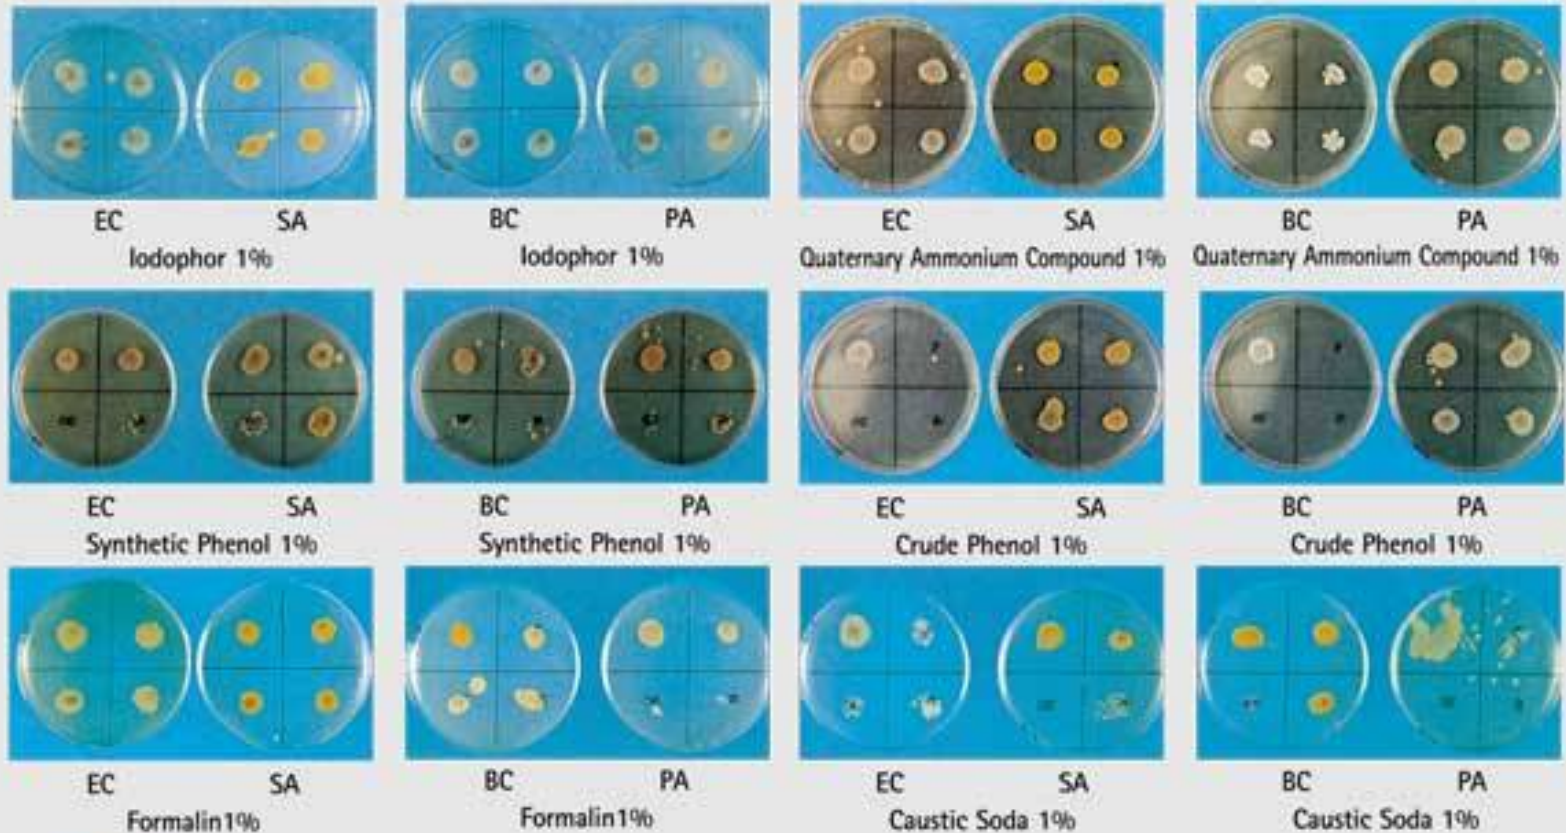 EC SA BC PA EC SA BC PA
Iodophor 1% Iodophor 1% Quaternary Ammonium Compound 1% Quaternary Ammonium Compound 1%
EC SA BC PA EC SA BC PA
Synthetic Phenol 1% Synthetic Phenol 1% Crude Phenol 1% Crude Phenol 1%
EC SA BC PA EC SA BC PA
Formalin1% Formalin1% Caustic Soda 1% Caustic Soda 1%